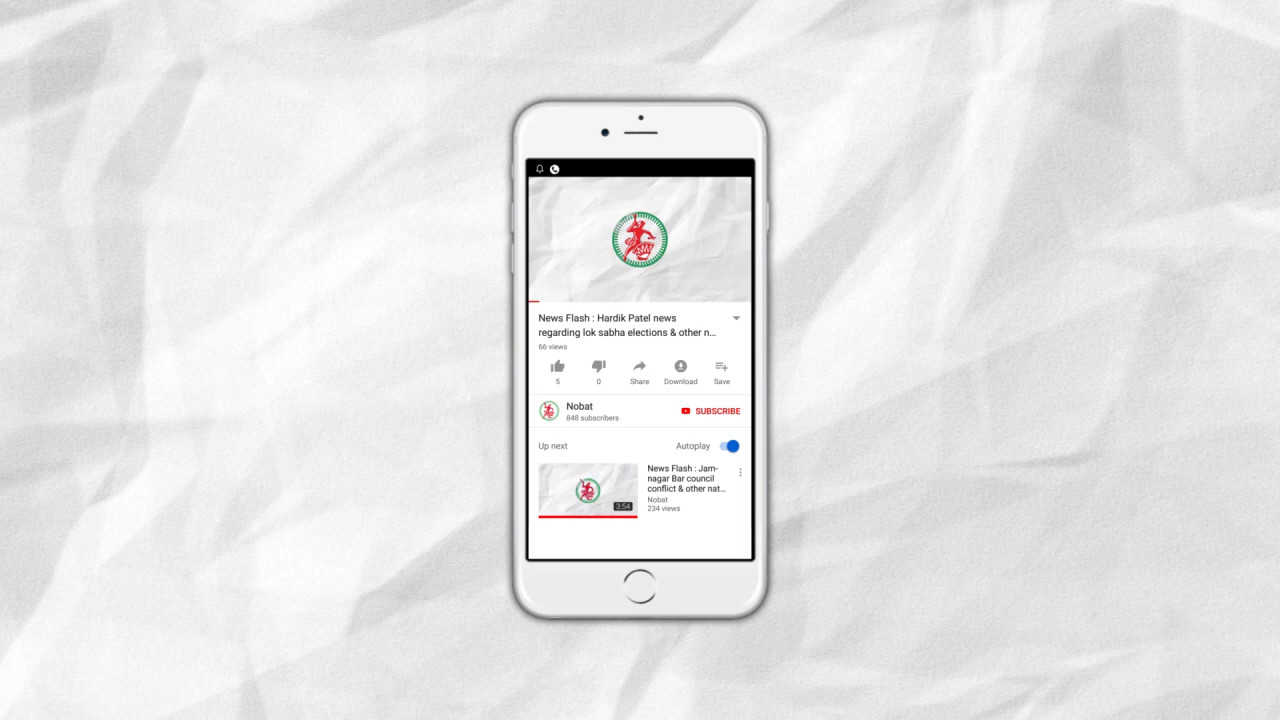 News Flash : Hardik Patel news
regarding lok sabha elections & other n...
66 views
5
0
Share
Download
Save
Nobat
848 subscribers
SUBSCRIBE
Up next
Autoplay
News Flash : Jam-
nagar Bar council
conflict & other nat...
Nobat
234 views
3:54